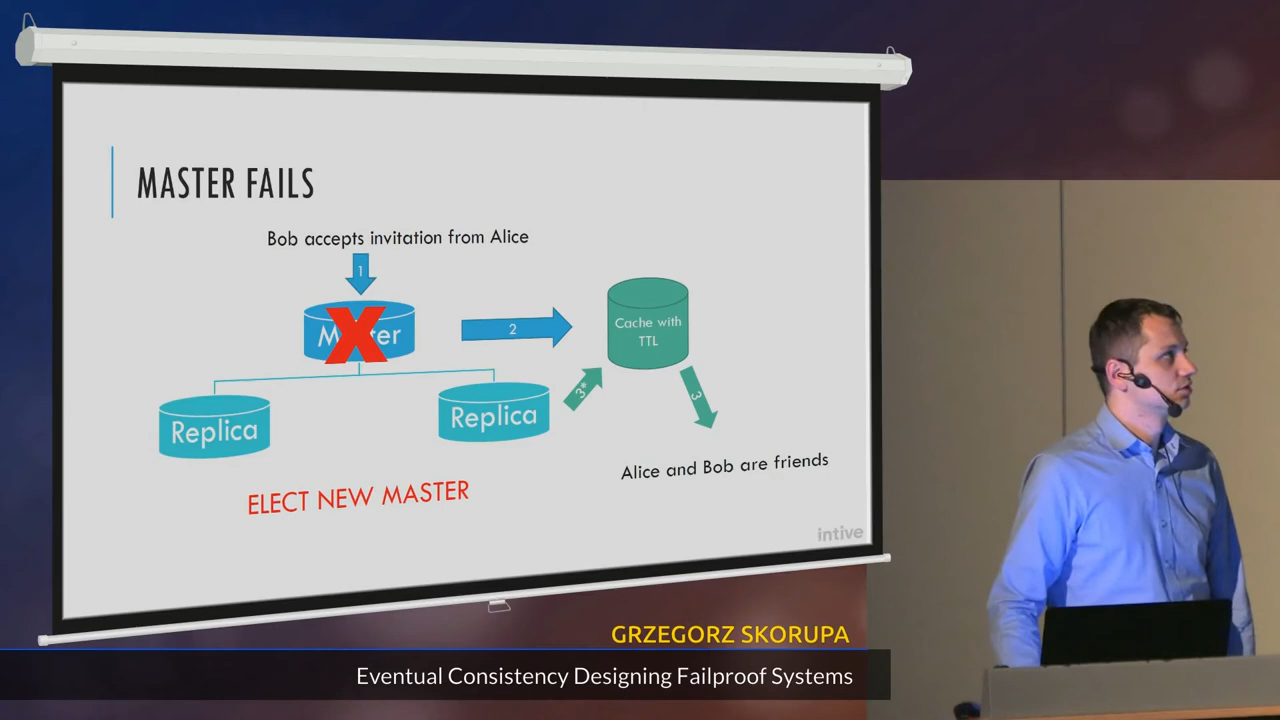 MASTER FAILS
Bob accepts invitation from Alice
1
Master
2
Cache with
TTL
3*
3
Replica
Replica
Alice and Bob are friends
ELECT NEW MASTER
intive
GRZEGORZ SKORUPA
Eventual Consistency Designing Failproof Systems